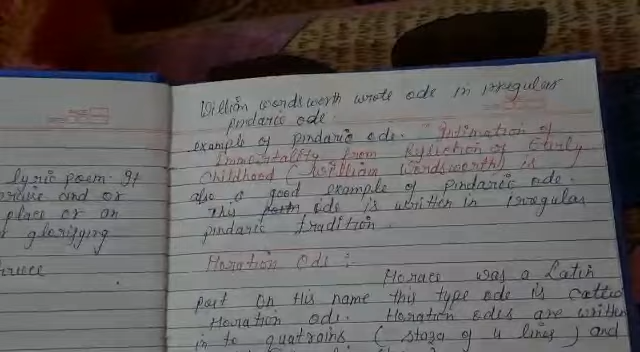 lyric poem. It
and or
place or an
glorifying
Willian wordsworth wrote ode in irregular
pindaric ode.
example of pindaric ode. Intimation of
Immortality from Reflection of Early
Childhood (William Wordsworth) is
also a good example of pindaric ode.
This ode is written in Irregular
pindaric tradition.
Horation Ode :
Horace was a Latin
poet On His name this type ode is
Horation ode. Horation odes are written
in to quatrains ( staza of 4 lines ) and